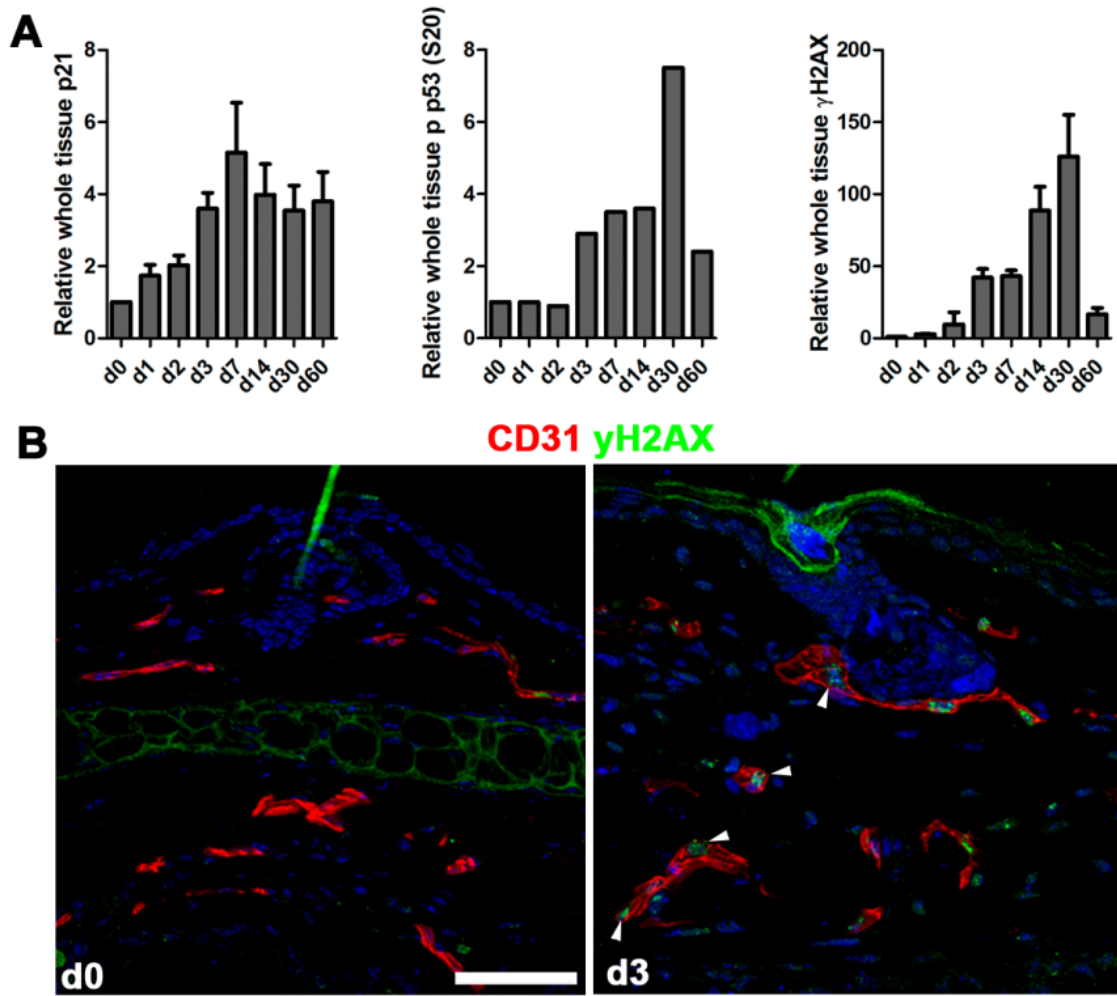 A
Relative whole tissue p21
8
6
4
2
0
d0 d1 d2 d3 d7 d14 d30 d60
Relative whole tissue p p53 (S20)
8
6
4
2
0
d0 d1 d2 d3 d7 d14 d30 d60
Relative whole tissue γH2AX
200
150
100
50
0
d0 d1 d2 d3 d7 d14 d30 d60
B
CD31 yH2AX
d0
d3